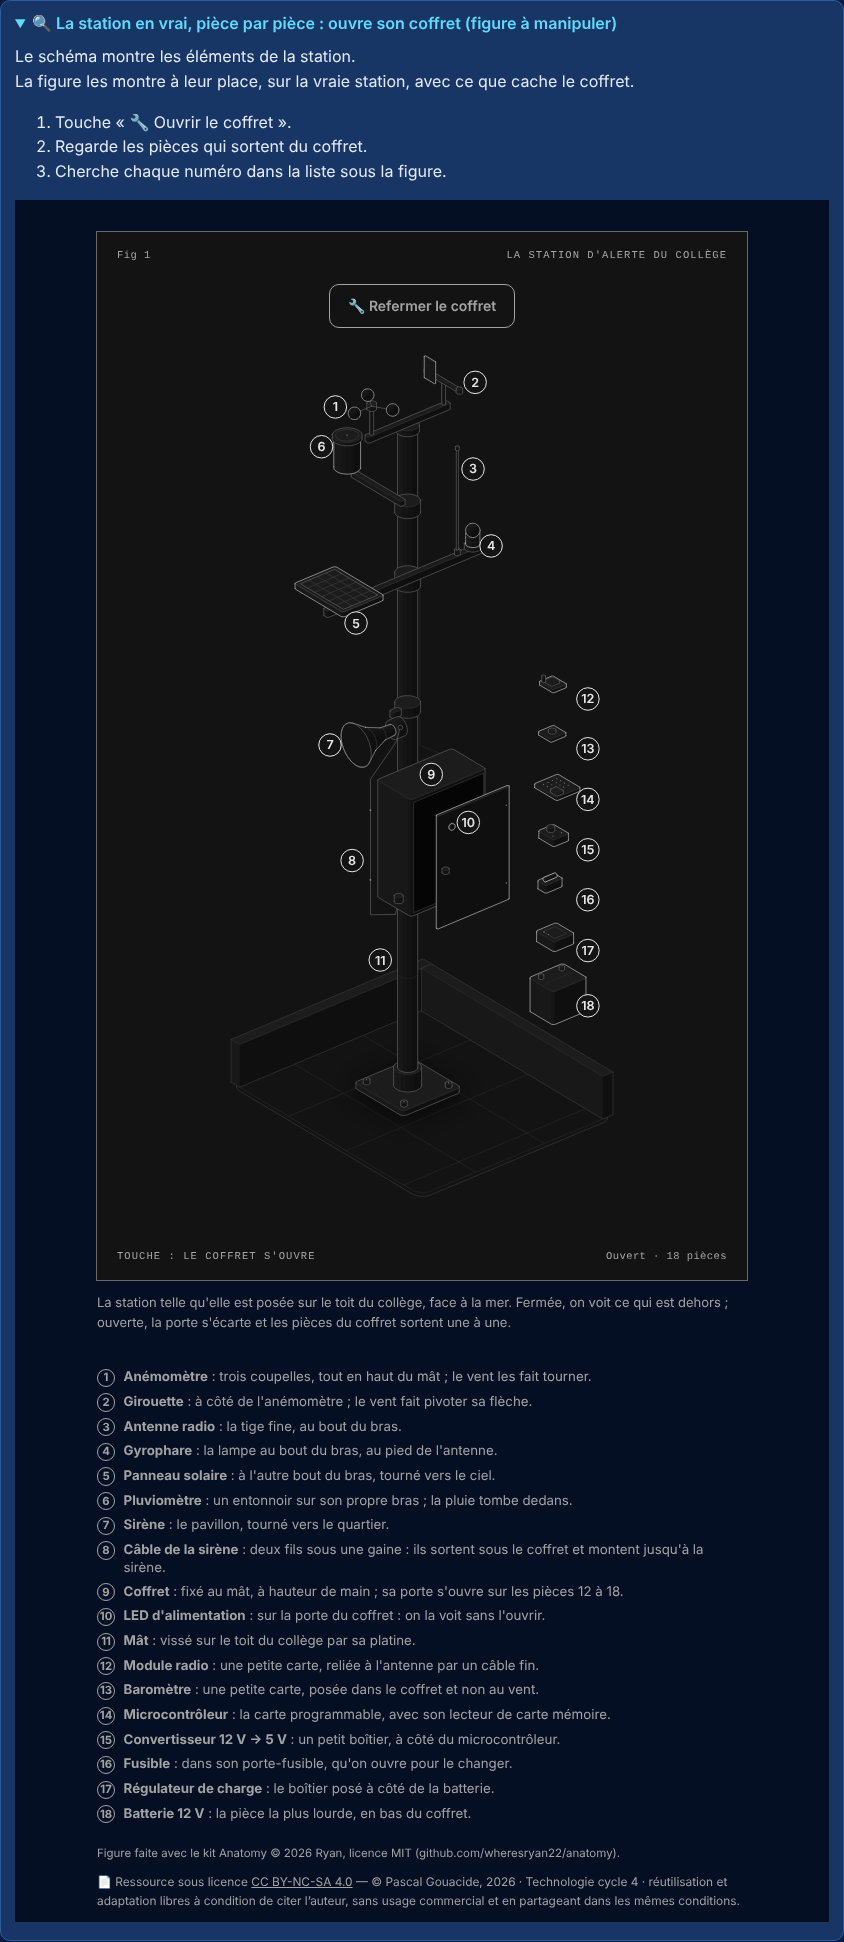 ▼ 🔍 La station en vrai, pièce par pièce : ouvre son coffret (figure à manipuler)
Le schéma montre les éléments de la station.
La figure les montre à leur place, sur la vraie station, avec ce que cache le coffret.
1. Touche « 🔧 Ouvrir le coffret ».
2. Regarde les pièces qui sortent du coffret.
3. Cherche chaque numéro dans la liste sous la figure.
Fig 1
LA STATION D'ALERTE DU COLLÈGE
🔧 Refermer le coffret
2
1
6
3
4
5
12
7
13
9
14
10
15
8
16
17
11
18
TOUCHE : LE COFFRET S'OUVRE
Ouvert · 18 pièces
La station telle qu'elle est posée sur le toit du collège, face à la mer. Fermée, on voit ce qui est dehors ;
ouverte, la porte s'écarte et les pièces du coffret sortent une à une.
1 Anémomètre : trois coupelles, tout en haut du mât ; le vent les fait tourner.
2 Girouette : à côté de l'anémomètre ; le vent fait pivoter sa flèche.
3 Antenne radio : la tige fine, au bout du bras.
4 Gyrophare : la lampe au bout du bras, au pied de l'antenne.
5 Panneau solaire : à l'autre bout du bras, tourné vers le ciel.
6 Pluviomètre : un entonnoir sur son propre bras ; la pluie tombe dedans.
7 Sirène : le pavillon, tourné vers le quartier.
8 Câble de la sirène : deux fils sous une gaine : ils sortent sous le coffret et montent jusqu'à la
sirène.
9 Coffret : fixé au mât, à hauteur de main ; sa porte s'ouvre sur les pièces 12 à 18.
10 LED d'alimentation : sur la porte du coffret : on la voit sans l'ouvrir.
11 Mât : vissé sur le toit du collège par sa platine.
12 Module radio : une petite carte, reliée à l'antenne par un câble fin.
13 Baromètre : une petite carte, posée dans le coffret et non au vent.
14 Microcontrôleur : la carte programmable, avec son lecteur de carte mémoire.
15 Convertisseur 12 V → 5 V : un petit boîtier, à côté du microcontrôleur.
16 Fusible : dans son porte-fusible, qu'on ouvre pour le changer.
17 Régulateur de charge : le boîtier posé à côté de la batterie.
18 Batterie 12 V : la pièce la plus lourde, en bas du coffret.
Figure faite avec le kit Anatomy © 2026 Ryan, licence MIT (github.com/wheresryan22/anatomy).
📄 Ressource sous licence CC BY-NC-SA 4.0 — © Pascal Gouacide, 2026 · Technologie cycle 4 · réutilisation et
adaptation libres à condition de citer l’auteur, sans usage commercial et en partageant dans les mêmes conditions.